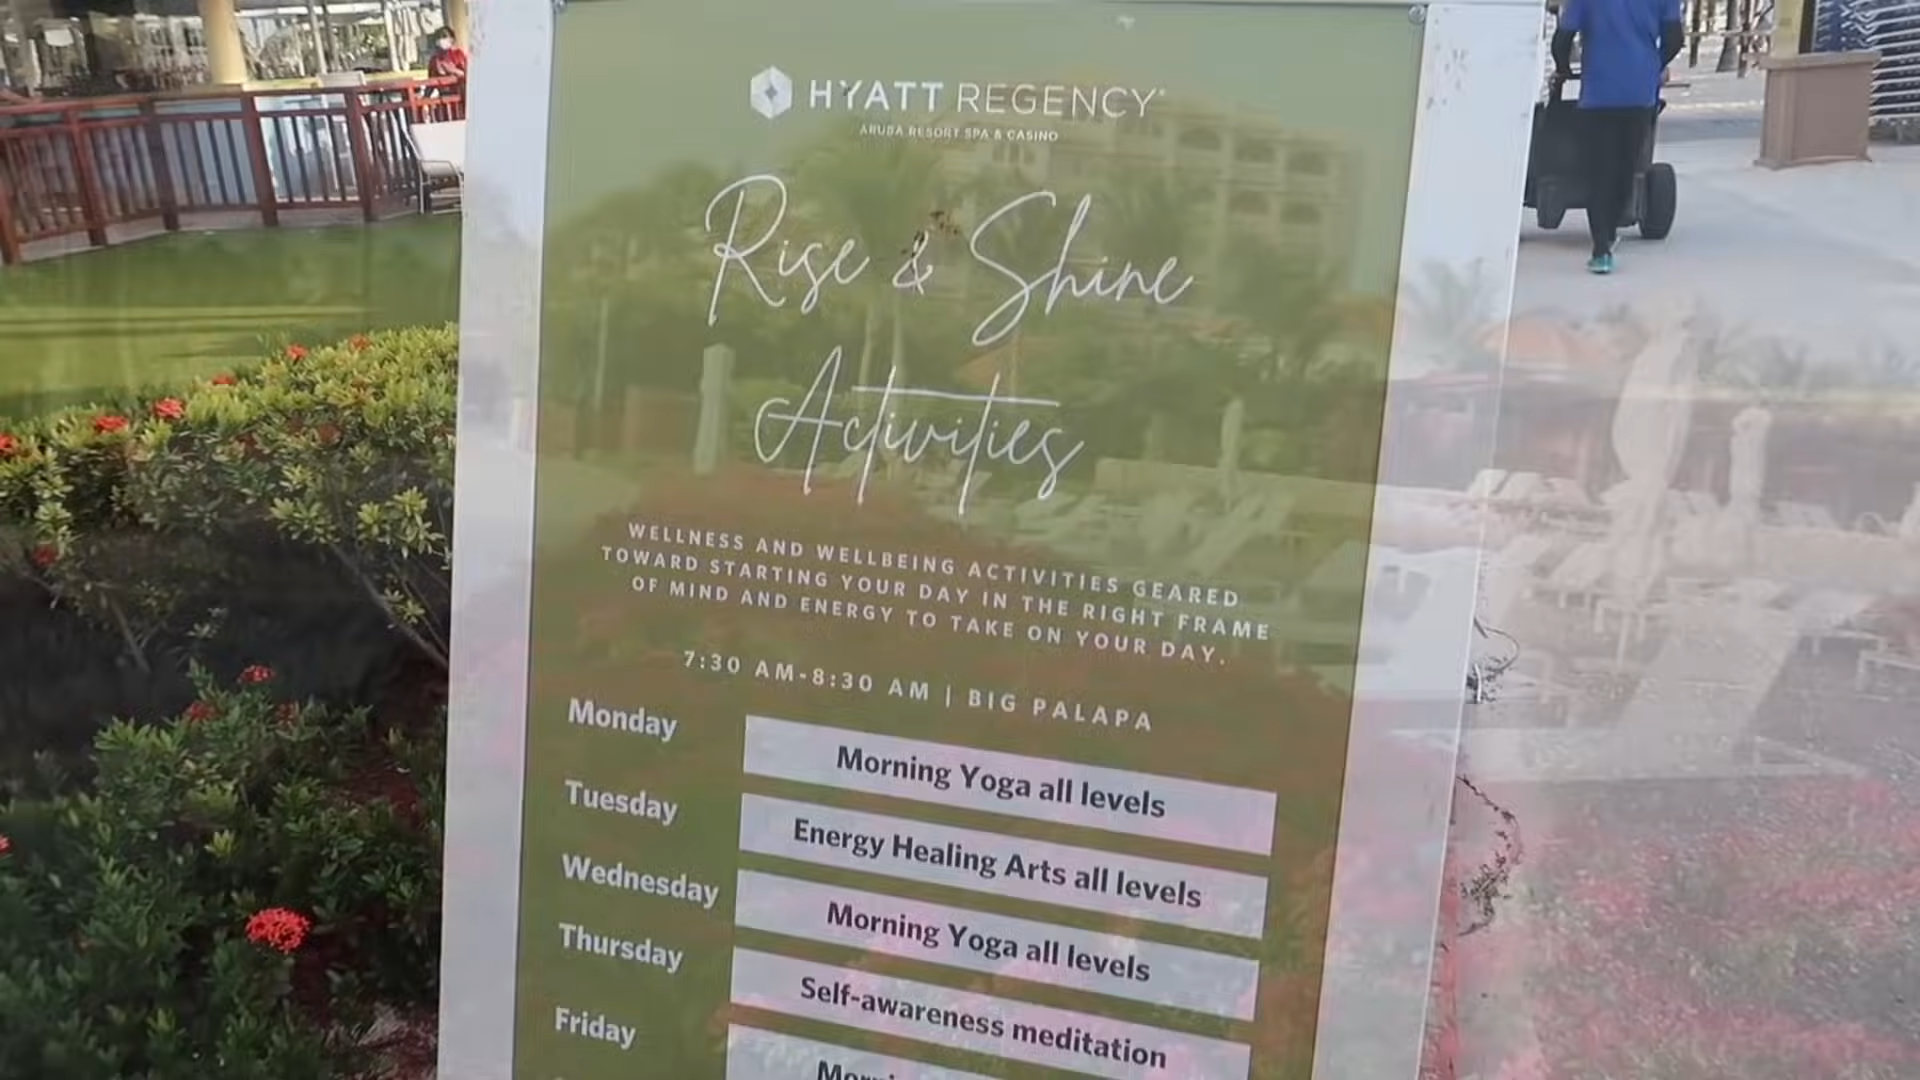 HYATT REGENCY
ARUBA RESORT SPA & CASINO
Rise & Shine
Activities
WELLNESS AND WELLBEING ACTIVITIES GEARED
TOWARD STARTING YOUR DAY IN THE RIGHT FRAME
OF MIND AND ENERGY TO TAKE ON YOUR DAY.
7:30 AM-8:30 AM | BIG PALAPA
Monday Morning Yoga all levels
Tuesday Energy Healing Arts all levels
Wednesday Morning Yoga all levels
Thursday Self-awareness meditation
Friday